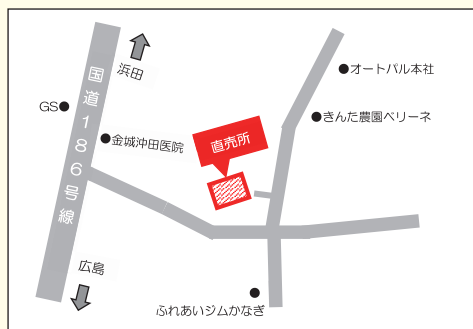 浜田
オートパル本社
GS
きんた農園ベリーネ
国道186号線
金城沖田医院
直売所
広島
ふれあいジムかなぎ